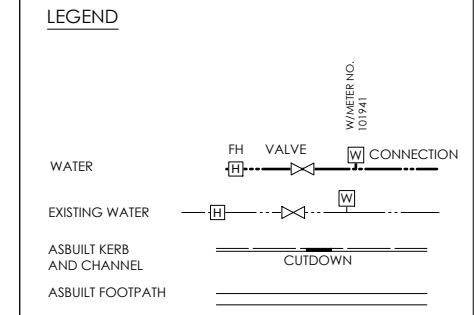 LEGEND
W/METER NO.
101941
FH VALVE W CONNECTION
WATER H
EXISTING WATER H W
ASBUILT KERB
AND CHANNEL
CUTDOWN
ASBUILT FOOTPATH